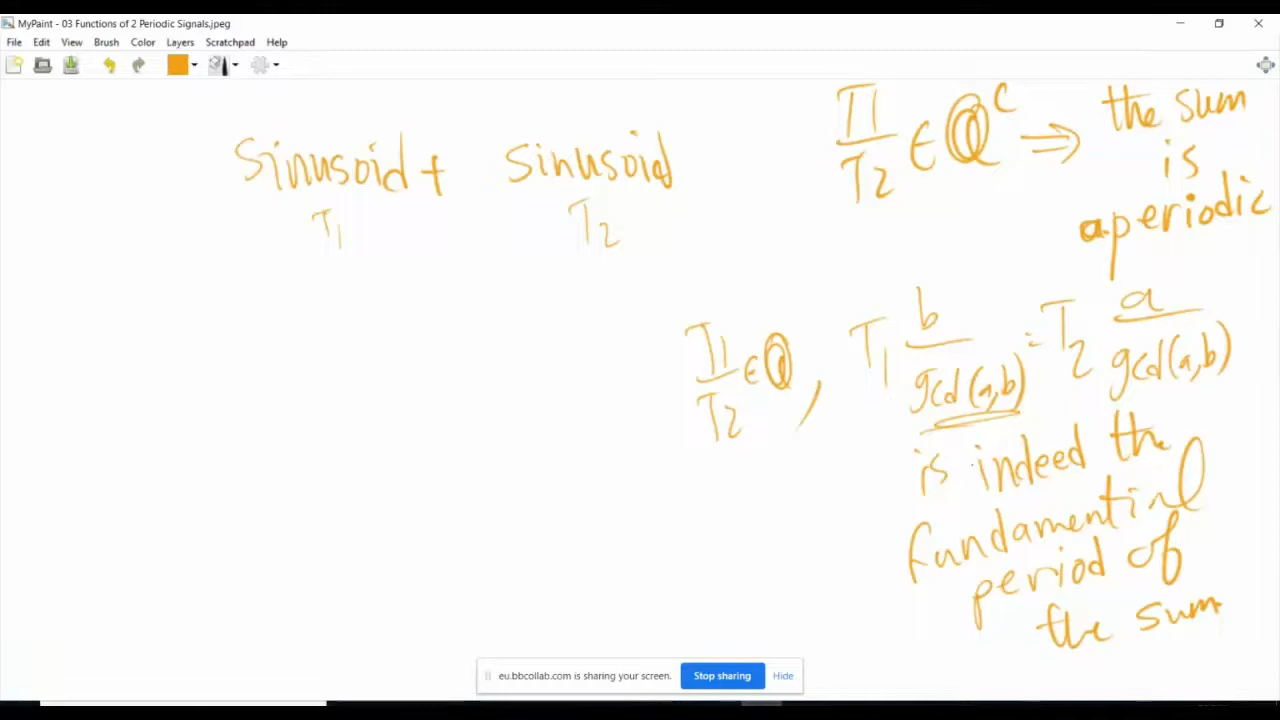 MyPaint - 03 Functions of 2 Periodic Signals.jpeg
File Edit View Brush Color Layers Scratchpad Help
Sinusoid + Sinusoid
T1 T2
T1/T2 ∈ Q^c ⇒ the sum
is
aperiodic
T1/T2 ∈ Q, T1 b/gcd(a,b) = T2 a/gcd(a,b)
is indeed the
fundamential
period of
the sum
eu.bbcollab.com is sharing your screen. Stop sharing Hide